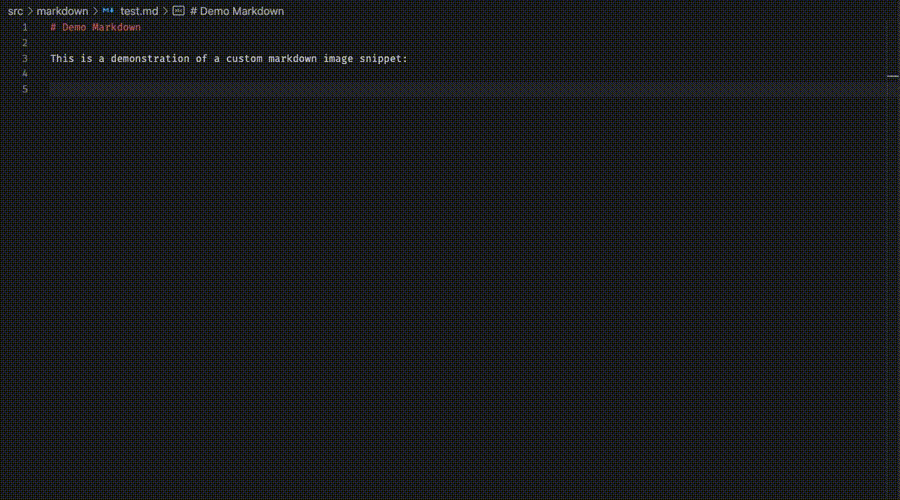 src > markdown > test.md > # Demo Markdown
1 # Demo Markdown
2
3 This is a demonstration of a custom markdown image snippet:
4
5